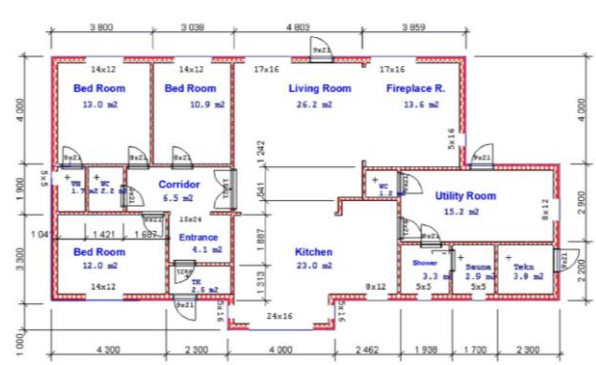 3 800 3 038 4 803 3 859
9x21
14x12 14x12 17x16 17x16
Bed Room Bed Room Living Room Fireplace R.
13.0 m2 10.9 m2 26.2 m2 13.6 m2
4 000 4 000
5x16
1 242
8x21 9x21
5x5 WC WC
2.2 m2 Corridor
6.5 m2
1 900 541 Utility Room
15.2 m2 2 900
8x12
1 421 1 687 15x24
Entrance
4.1 m2
1 887
Bed Room
12.0 m2
Kitchen
23.0 m2
3 300 1 313
Shower Sauna Tekn
3.3 m2 2.9 m2 3.8 m2
2 200
14x12 TK
2.6 m2
8x12 5x5 5x5
9x21 5x16 24x16 5x16
1 000
4 300 2 300 4 000 2 462 1 938 1 700 2 300